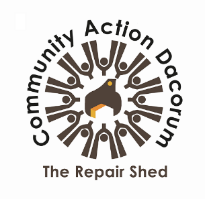 Community Action Dacorum
The Repair Shed